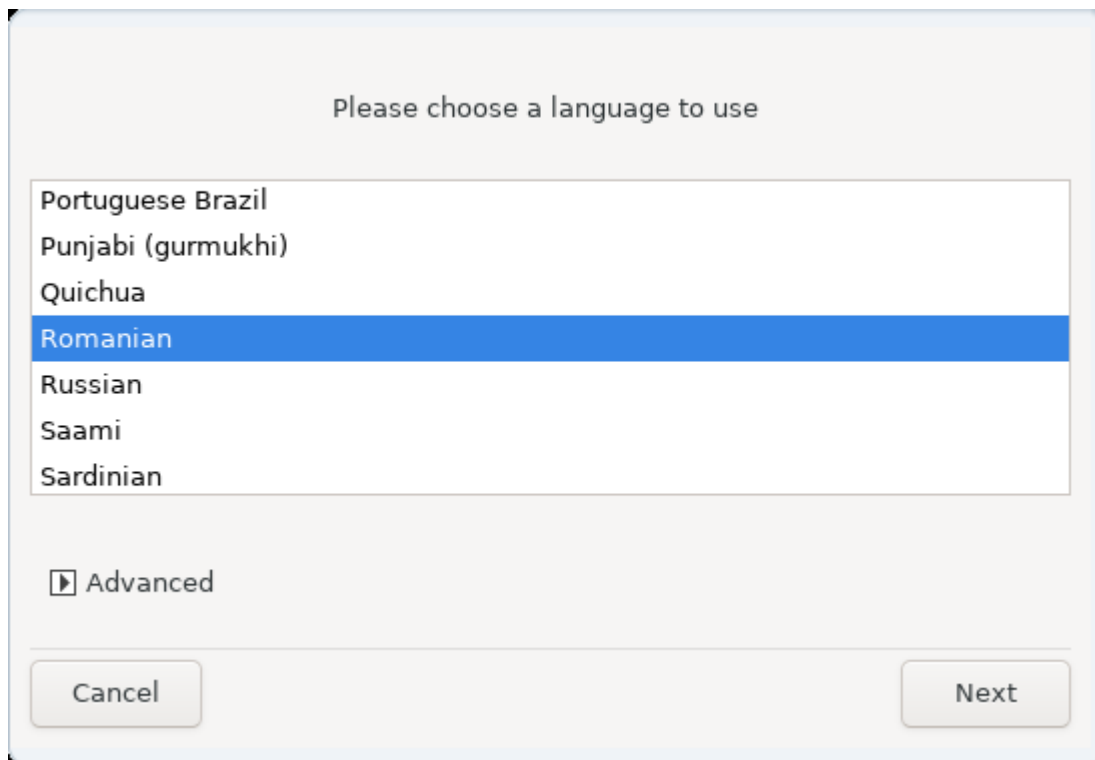 Please choose a language to use
Portuguese Brazil
Punjabi (gurmukhi)
Quichua
Romanian
Russian
Saami
Sardinian
Advanced
Cancel Next